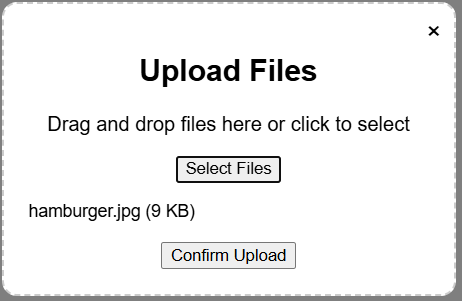 ×
Upload Files
Drag and drop files here or click to select
Select Files
hamburger.jpg (9 KB)
Confirm Upload